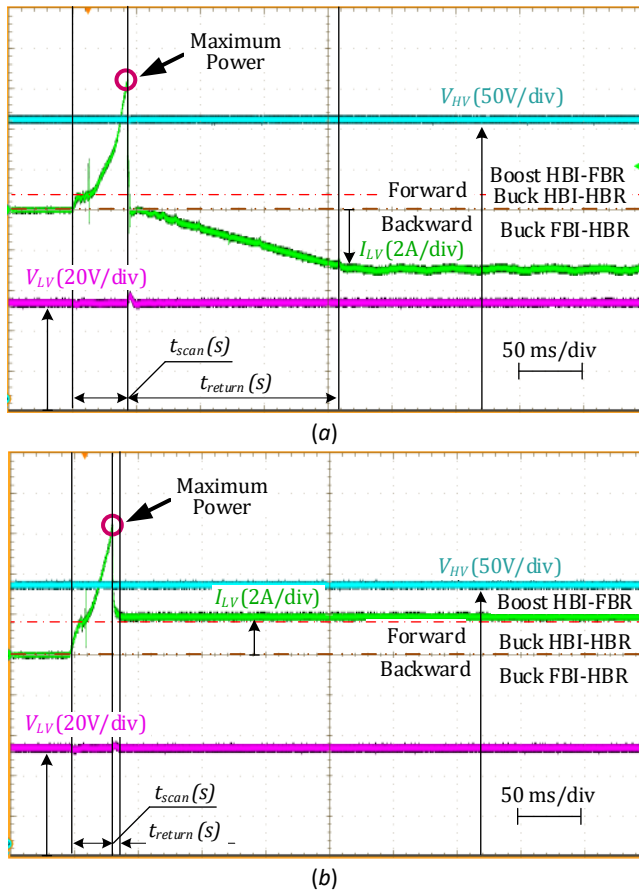 Maximum
Power
V_HV(50V/div)
Boost HBI-FBR
Forward
Buck HBI-HBR
Backward
Buck FBI-HBR
I_LV(2A/div)
V_LV(20V/div)
t_scan(s)
t_return(s)
50 ms/div
(a)
Maximum
Power
V_HV(50V/div)
I_LV(2A/div)
Boost HBI-FBR
Forward
Buck HBI-HBR
Backward
Buck FBI-HBR
V_LV(20V/div)
t_scan(s)
t_return(s)
50 ms/div
(b)